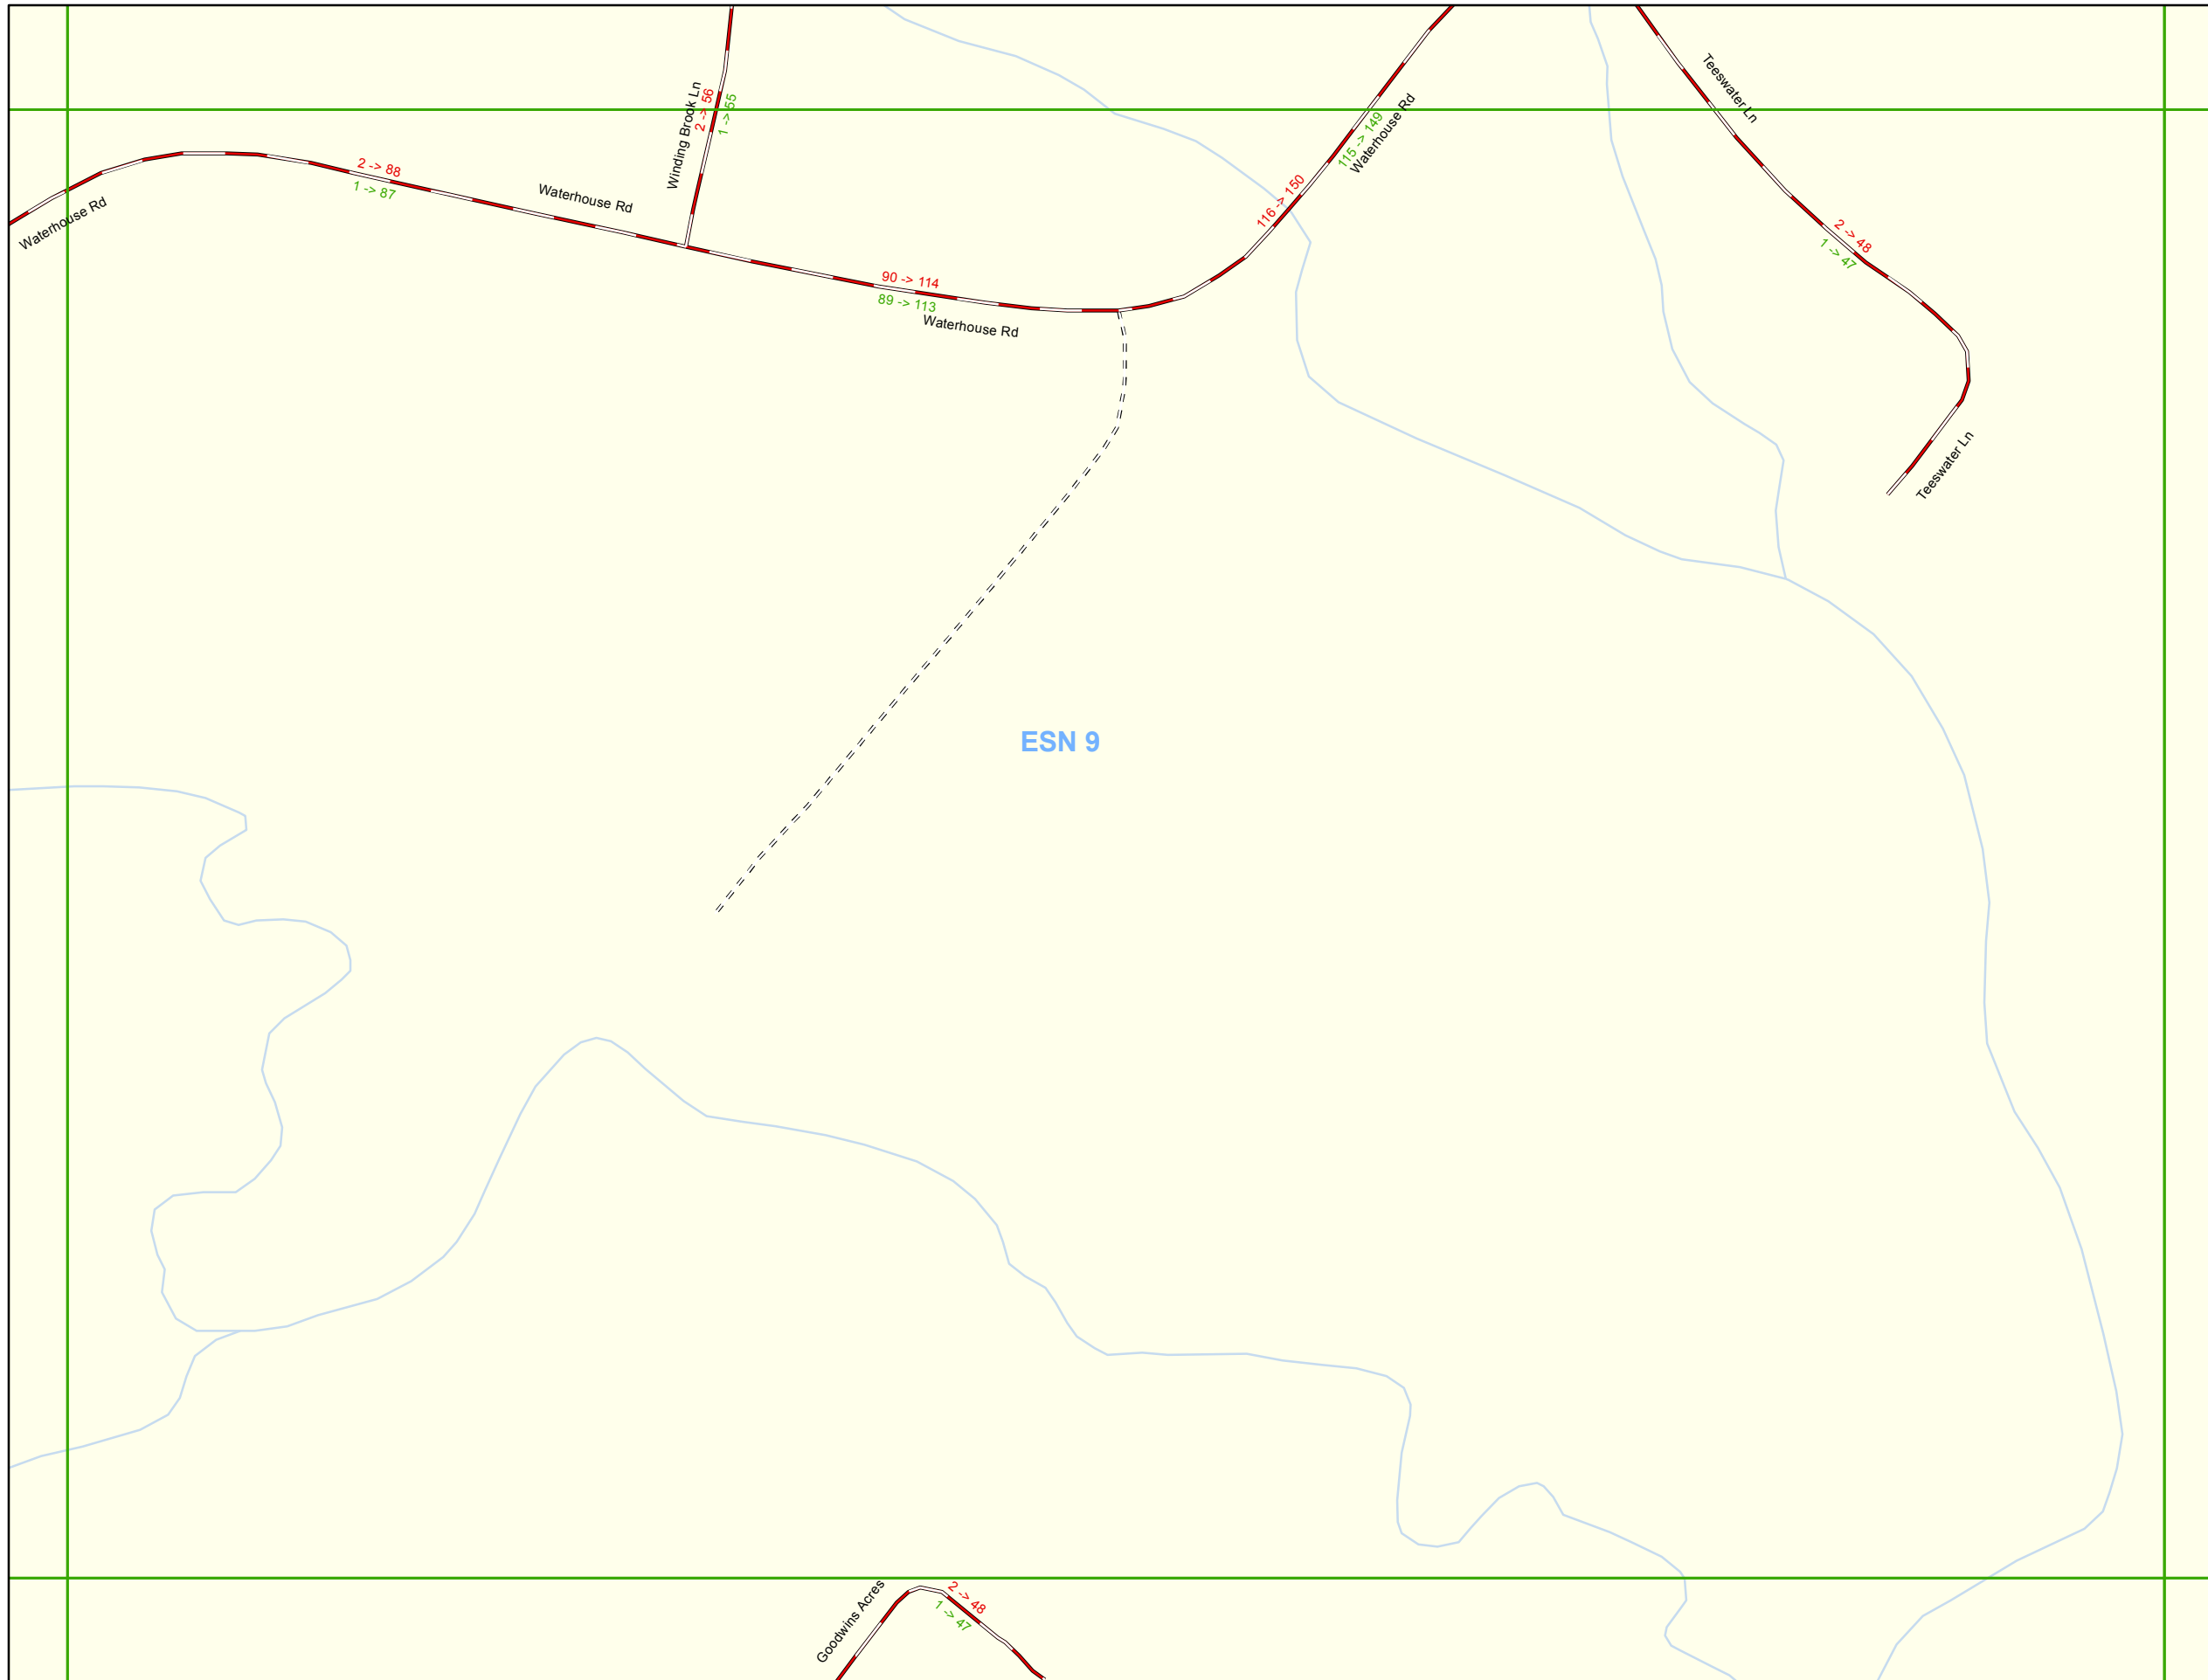 Teeswater Ln
Winding Brook Ln
2 -> 56
1 -> 55
115 -> 149
Waterhouse Rd
2 -> 88
1 -> 87
Waterhouse Rd
Waterhouse Rd
116 -> 150
2 -> 48
1 -> 47
90 -> 114
89 -> 113
Waterhouse Rd
Teeswater Ln
ESN 9
Goodwins Acres
2 -> 48
1 -> 47